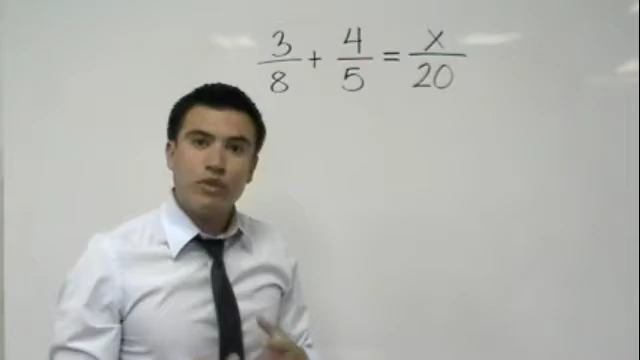 3/8 + 4/5 = x/20